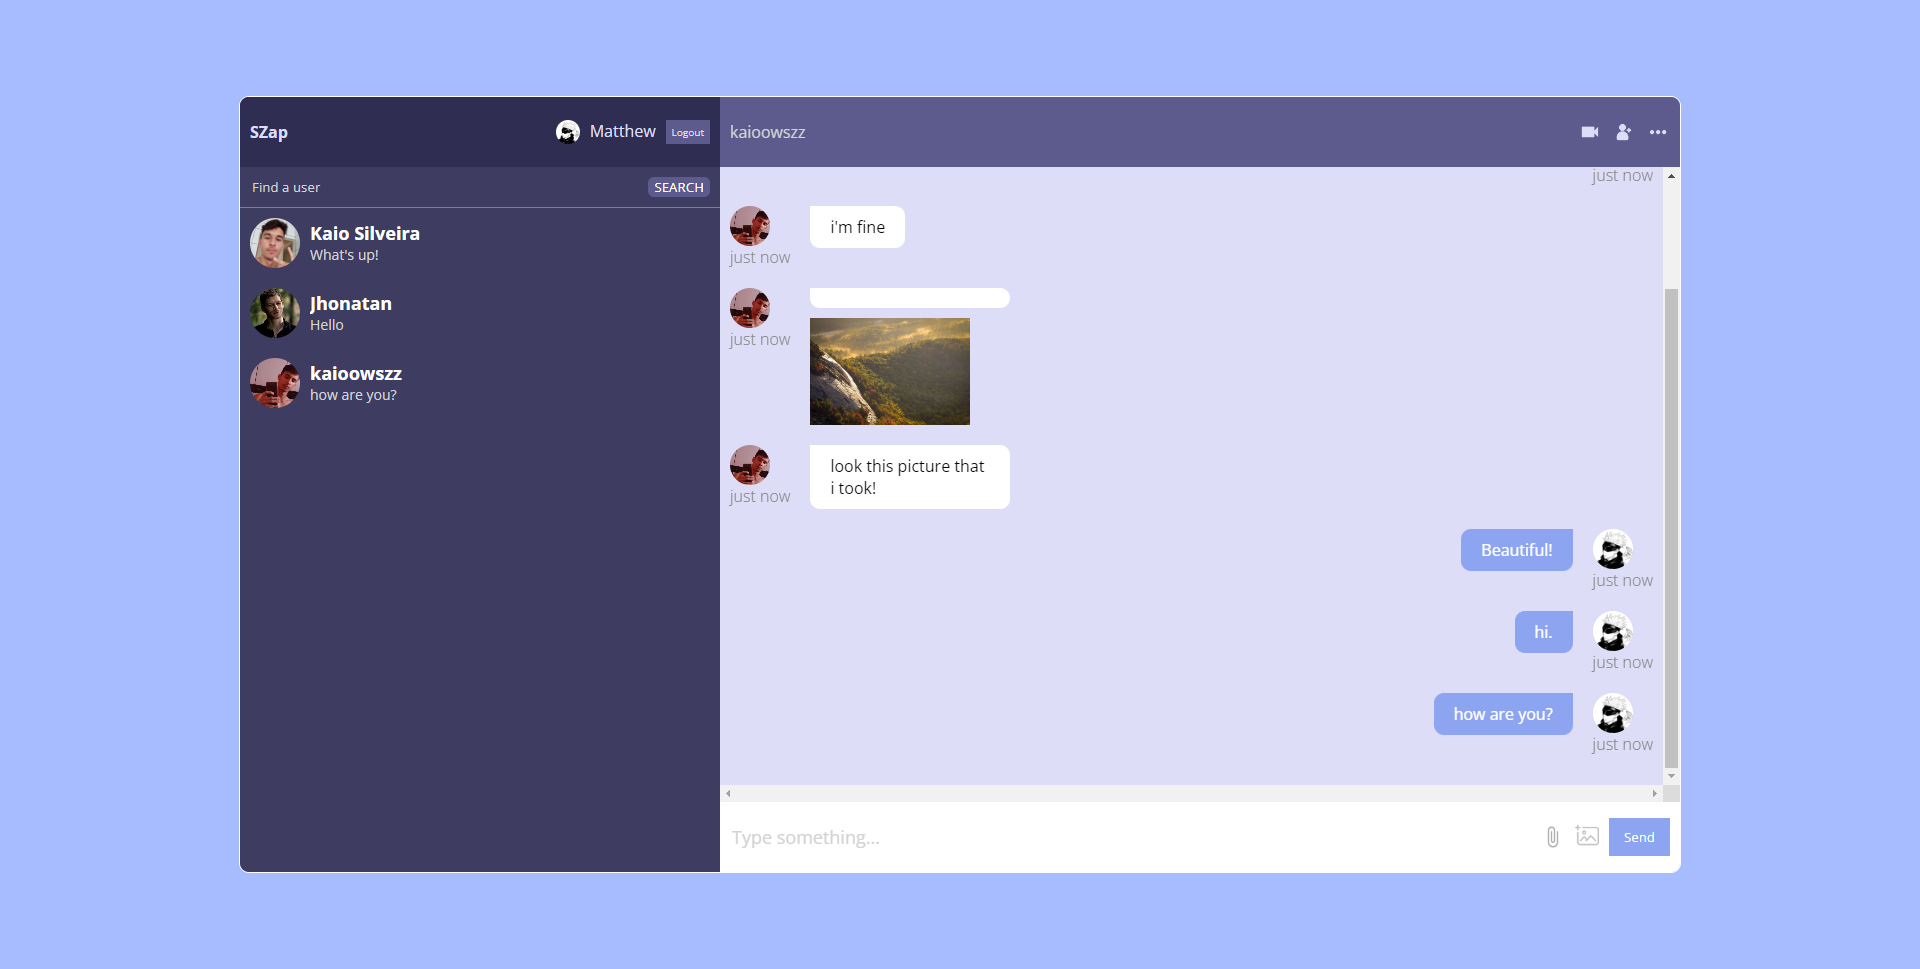 SZap
Matthew
Logout
Find a user
SEARCH
Kaio Silveira
What's up!
Jhonatan
Hello
kaioowszz
how are you?
kaioowszz
just now
i'm fine
just now
just now
look this picture that
i took!
just now
Beautiful!
just now
hi.
just now
how are you?
just now
Type something...
Send